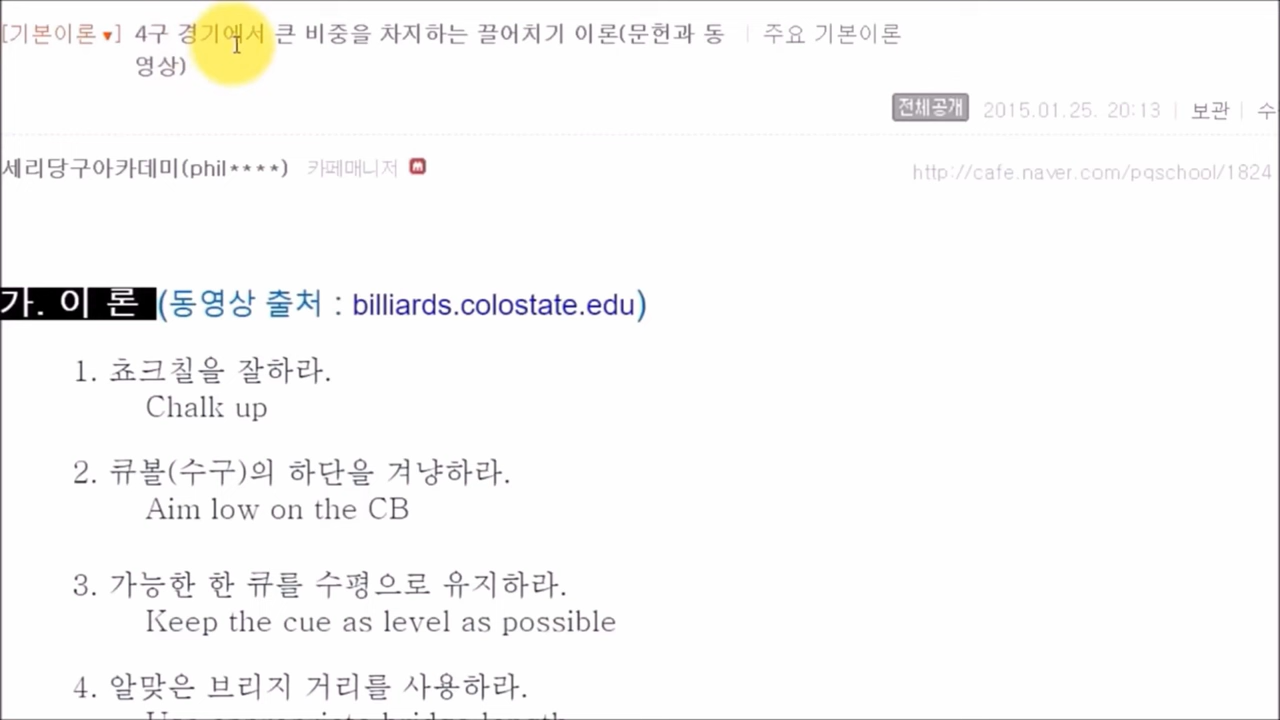 [기본이론▼] 4구 경기에서 큰 비중을 차지하는 끌어치기 이론(문헌과 동 | 주요 기본이론
영상)
전체공개 2015.01.25. 20:13 | 보관 | 수
세리당구아카데미(phil****) 카페매니저
http://cafe.naver.com/pqschool/1824
가. 이 론 (동영상 출처 : billiards.colostate.edu)
1. 쵸크칠을 잘하라.
Chalk up
2. 큐볼(수구)의 하단을 겨냥하라.
Aim low on the CB
3. 가능한 한 큐를 수평으로 유지하라.
Keep the cue as level as possible
4. 알맞은 브리지 거리를 사용하라.
Use appropriate bridge length